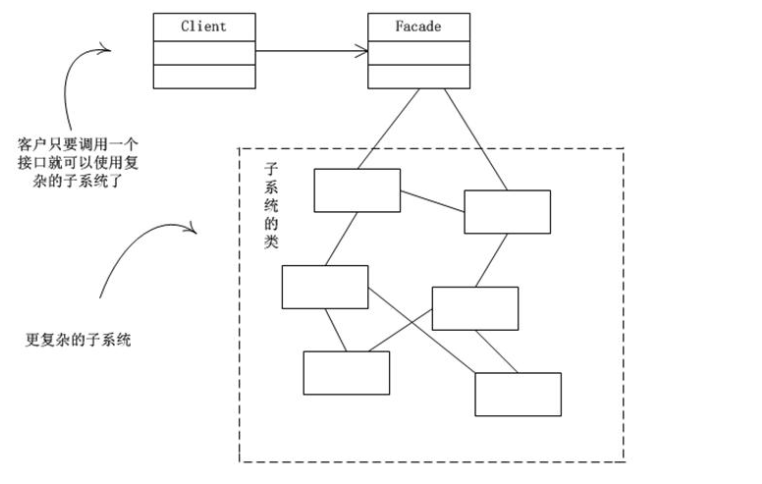 Client
Facade
客户只要调用一个
接口就可以使用复
杂的子系统了
子系统的类
更复杂的子系统